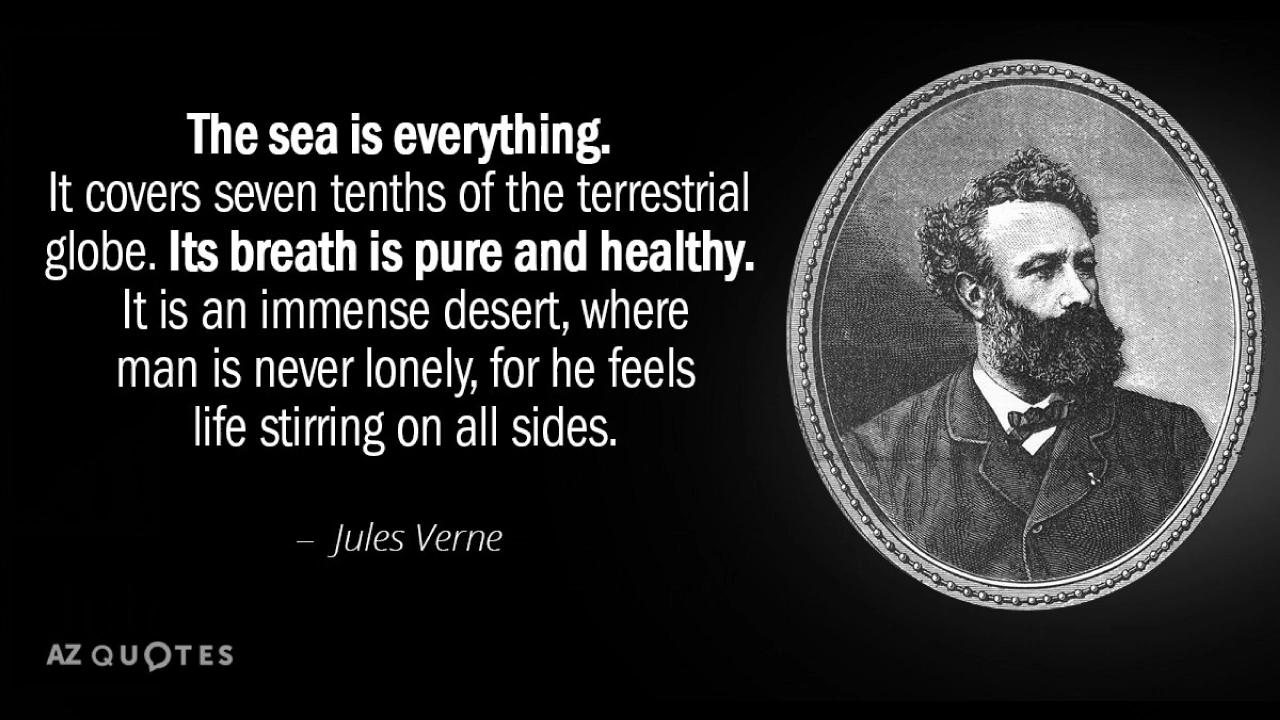 The sea is everything.
It covers seven tenths of the terrestrial
globe. Its breath is pure and healthy.
It is an immense desert, where
man is never lonely, for he feels
life stirring on all sides.
– Jules Verne
AZ QUOTES